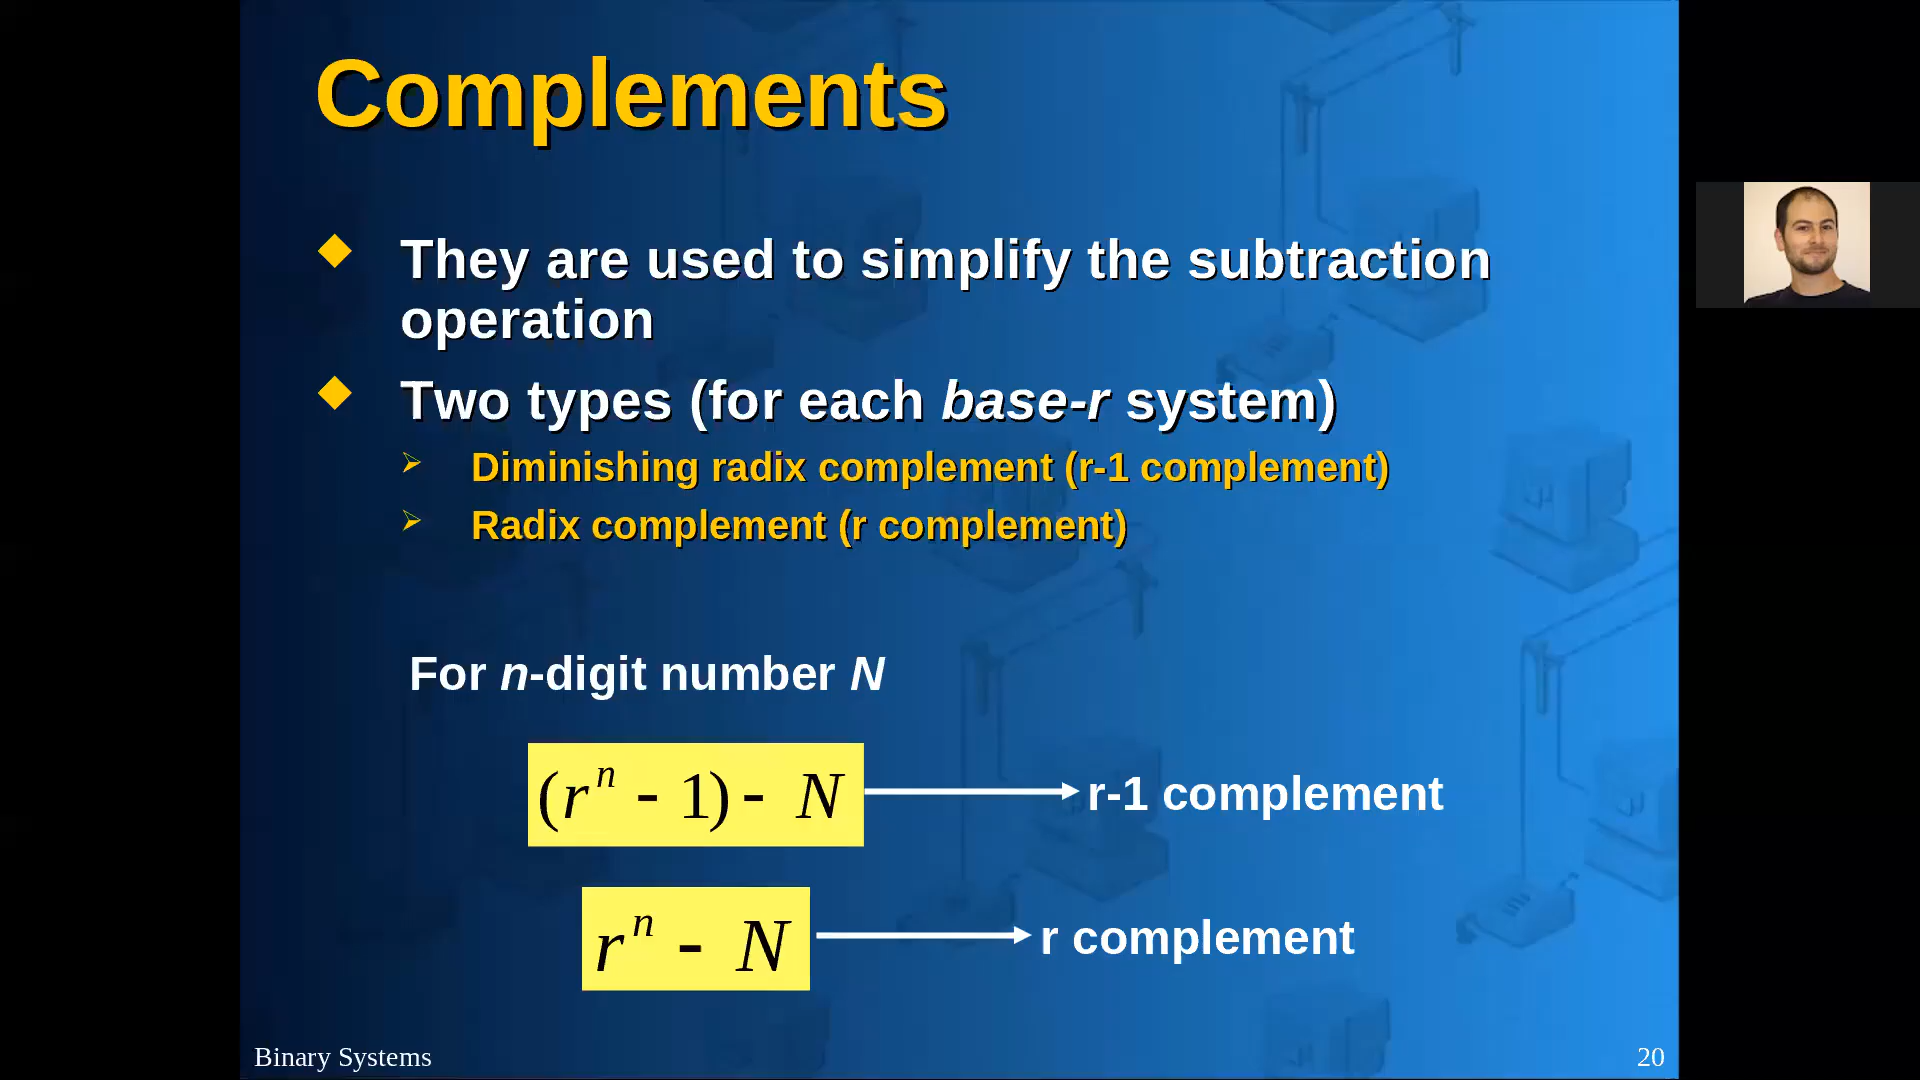 Complements
They are used to simplify the subtraction
operation
Two types (for each base-r system)
Diminishing radix complement (r-1 complement)
Radix complement (r complement)
For n-digit number N
(rⁿ - 1) - N
r-1 complement
rⁿ - N
r complement
Binary Systems
20